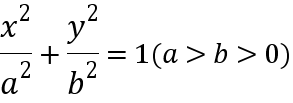 x²/a² + y²/b² = 1(a > b > 0)